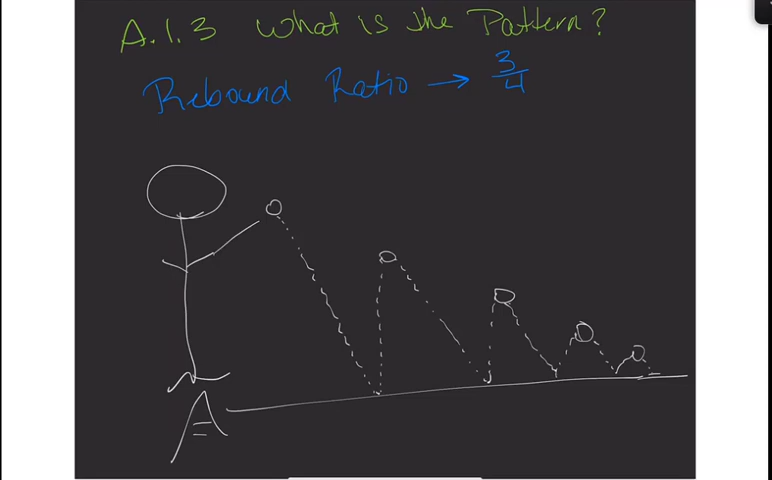 A.1.3 What is the Pattern?
Rebound Ratio → 3/4